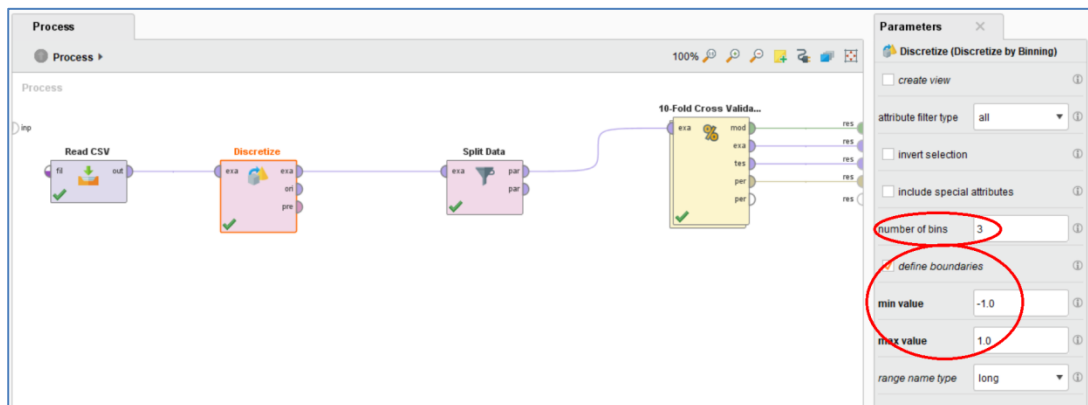 Process
Process
100%
Process
inp
Read CSV
fil
out
Discretize
exa
exa
ori
pre
Split Data
exa
par
par
10-Fold Cross Valida...
exa
mod
exa
tes
per
per
res
res
res
res
res
Parameters
Discretize (Discretize by Binning)
create view
attribute filter type all
invert selection
include special attributes
number of bins 3
define boundaries
min value -1.0
max value 1.0
range name type long